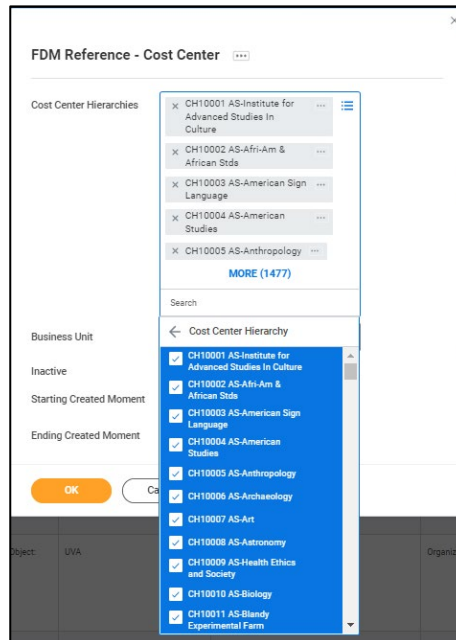 FDM Reference - Cost Center
Cost Center Hierarchies
CH10001 AS-Institute for
Advanced Studies In
Culture
CH10002 AS-Afri-Am &
African Stds
CH10003 AS-American Sign
Language
CH10004 AS-American
Studies
CH10005 AS-Anthropology
MORE (1477)
Search
Business Unit
Inactive
Starting Created Moment
Ending Created Moment
Cost Center Hierarchy
CH10001 AS-Institute for
Advanced Studies In Culture
CH10002 AS-Afri-Am &
African Stds
CH10003 AS-American Sign
Language
CH10004 AS-American
Studies
CH10005 AS-Anthropology
CH10006 AS-Archaeology
CH10007 AS-Art
CH10008 AS-Astronomy
CH10009 AS-Health Ethics
and Society
CH10010 AS-Biology
CH10011 AS-Blandy
Experimental Farm
OK
Ca
bject:
UVA
Organiz